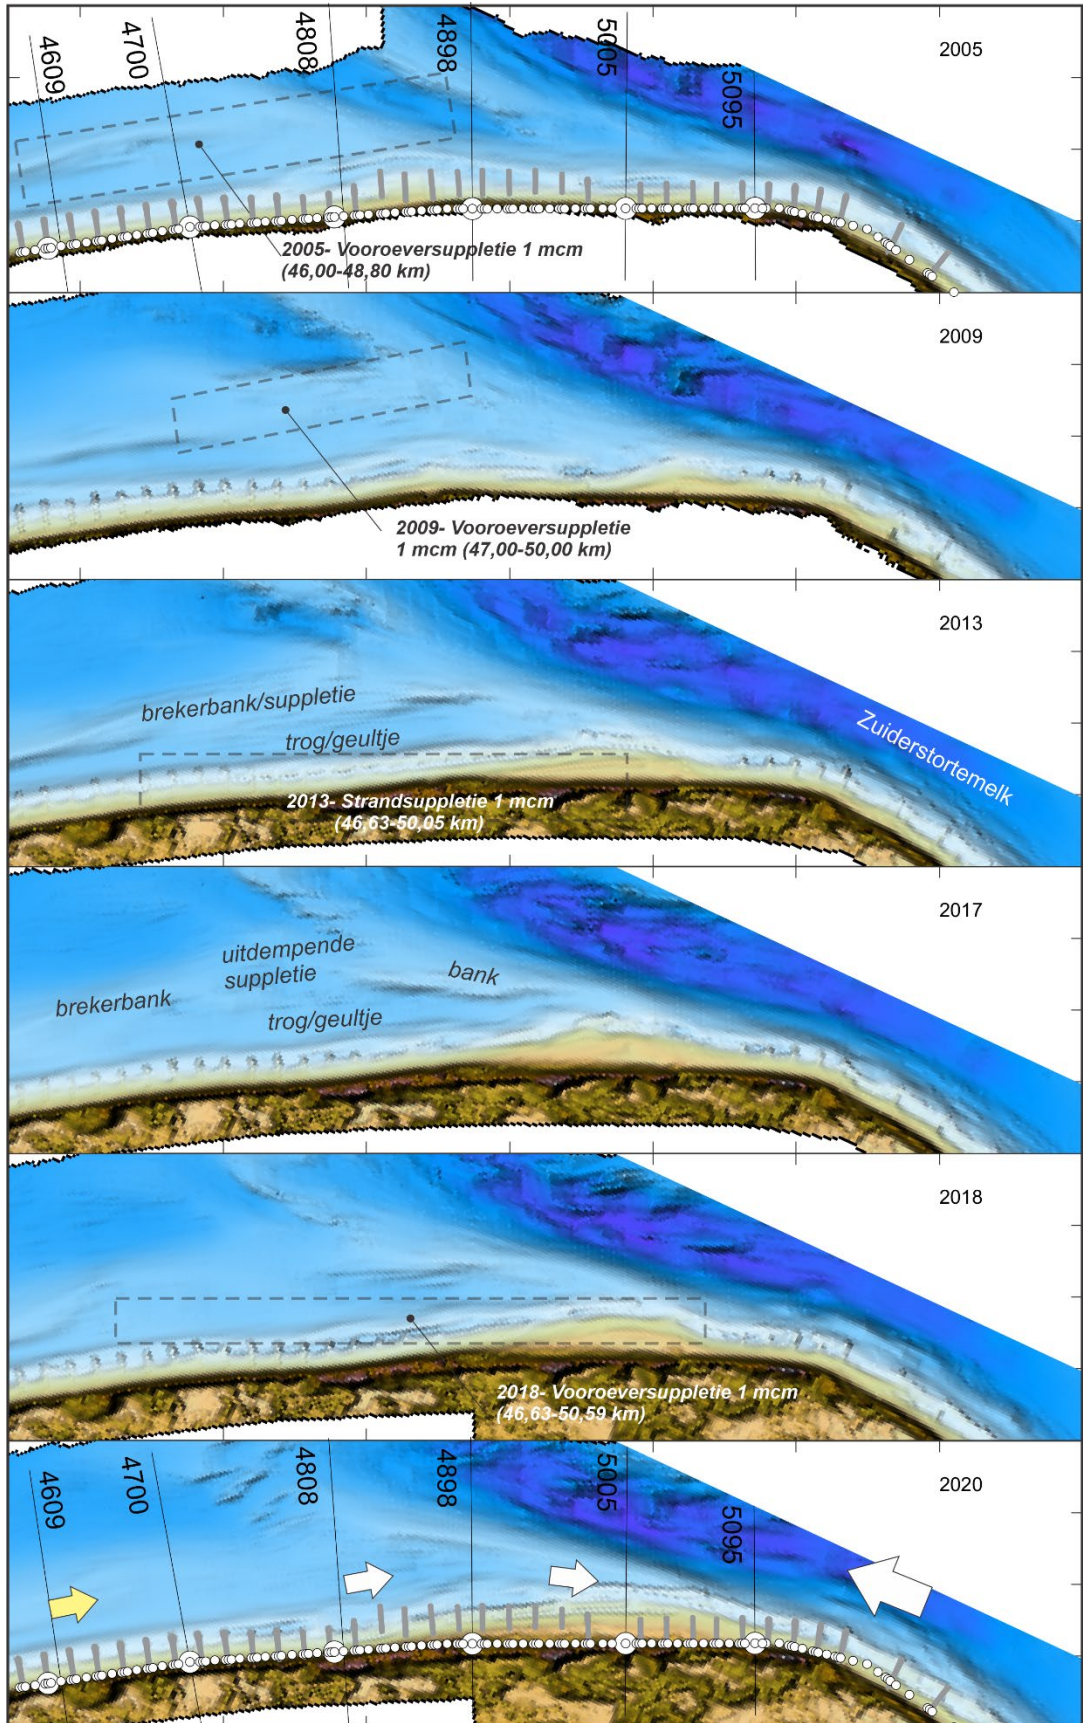 2005
4609
4700
4808
4898
5005
5095
2005- Vooroeversuppletie 1 mcm
(46,00-48,80 km)
2009
2009- Vooroeversuppletie
1 mcm (47,00-50,00 km)
2013
brekerbank/suppletie
trog/geultje
Zuiderstortemelk
2013- Strandsuppletie 1 mcm
(46,63-50,05 km)
2017
uitdempende
suppletie
bank
brekerbank
trog/geultje
2018
2018- Vooroeversuppletie 1 mcm
(46,63-50,59 km)
2020
4609
4700
4808
4898
5005
5095